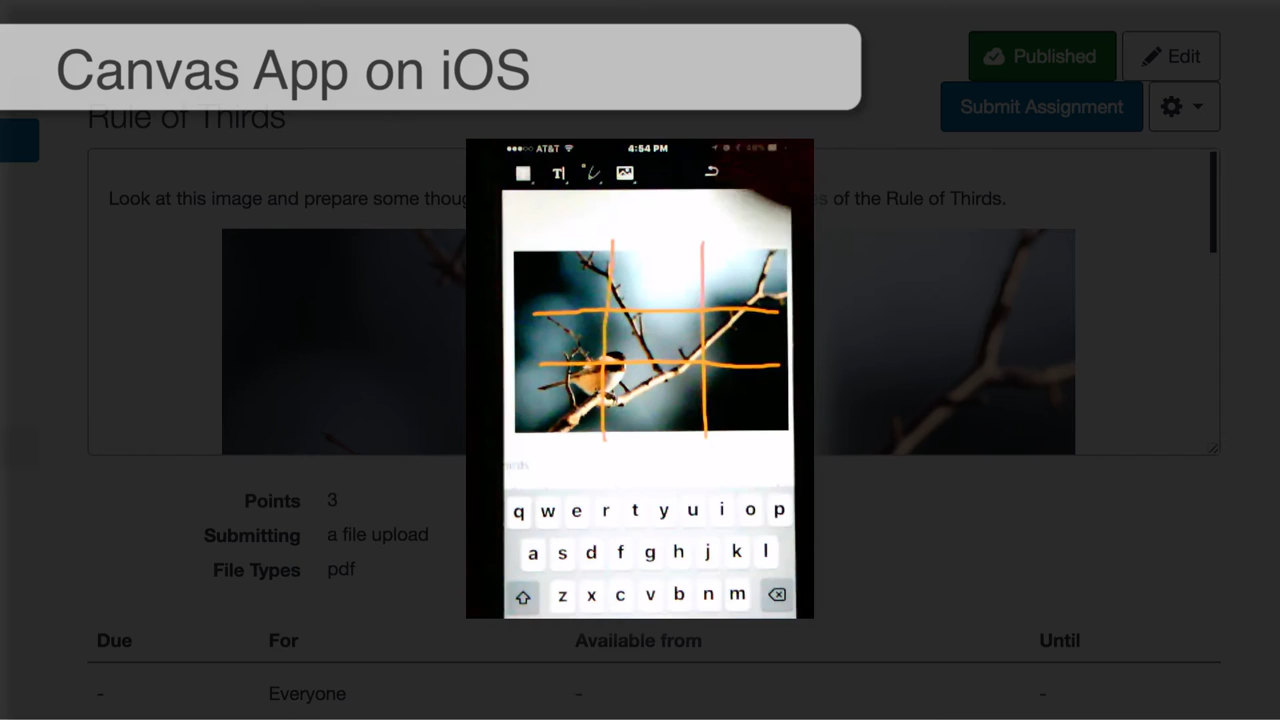 Canvas App on iOS
Published
Edit
Rule of Thirds
Submit Assignment
AT&T
4:54 PM
T|
Look at this image and prepare some thoug
s of the Rule of Thirds.
q w e r t y u i o p
a s d f g h j k l
z x c v b n m
Points 3
Submitting a file upload
File Types pdf
Due For Available from Until
- Everyone - -